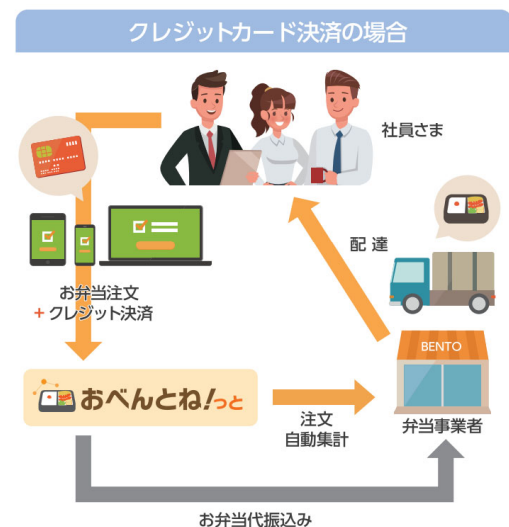 クレジットカード決済の場合
社員さま
配 達
お弁当注文
+ クレジット決済
BENTO
おべんとね!っと
注文
自動集計
弁当事業者
お弁当代振込み